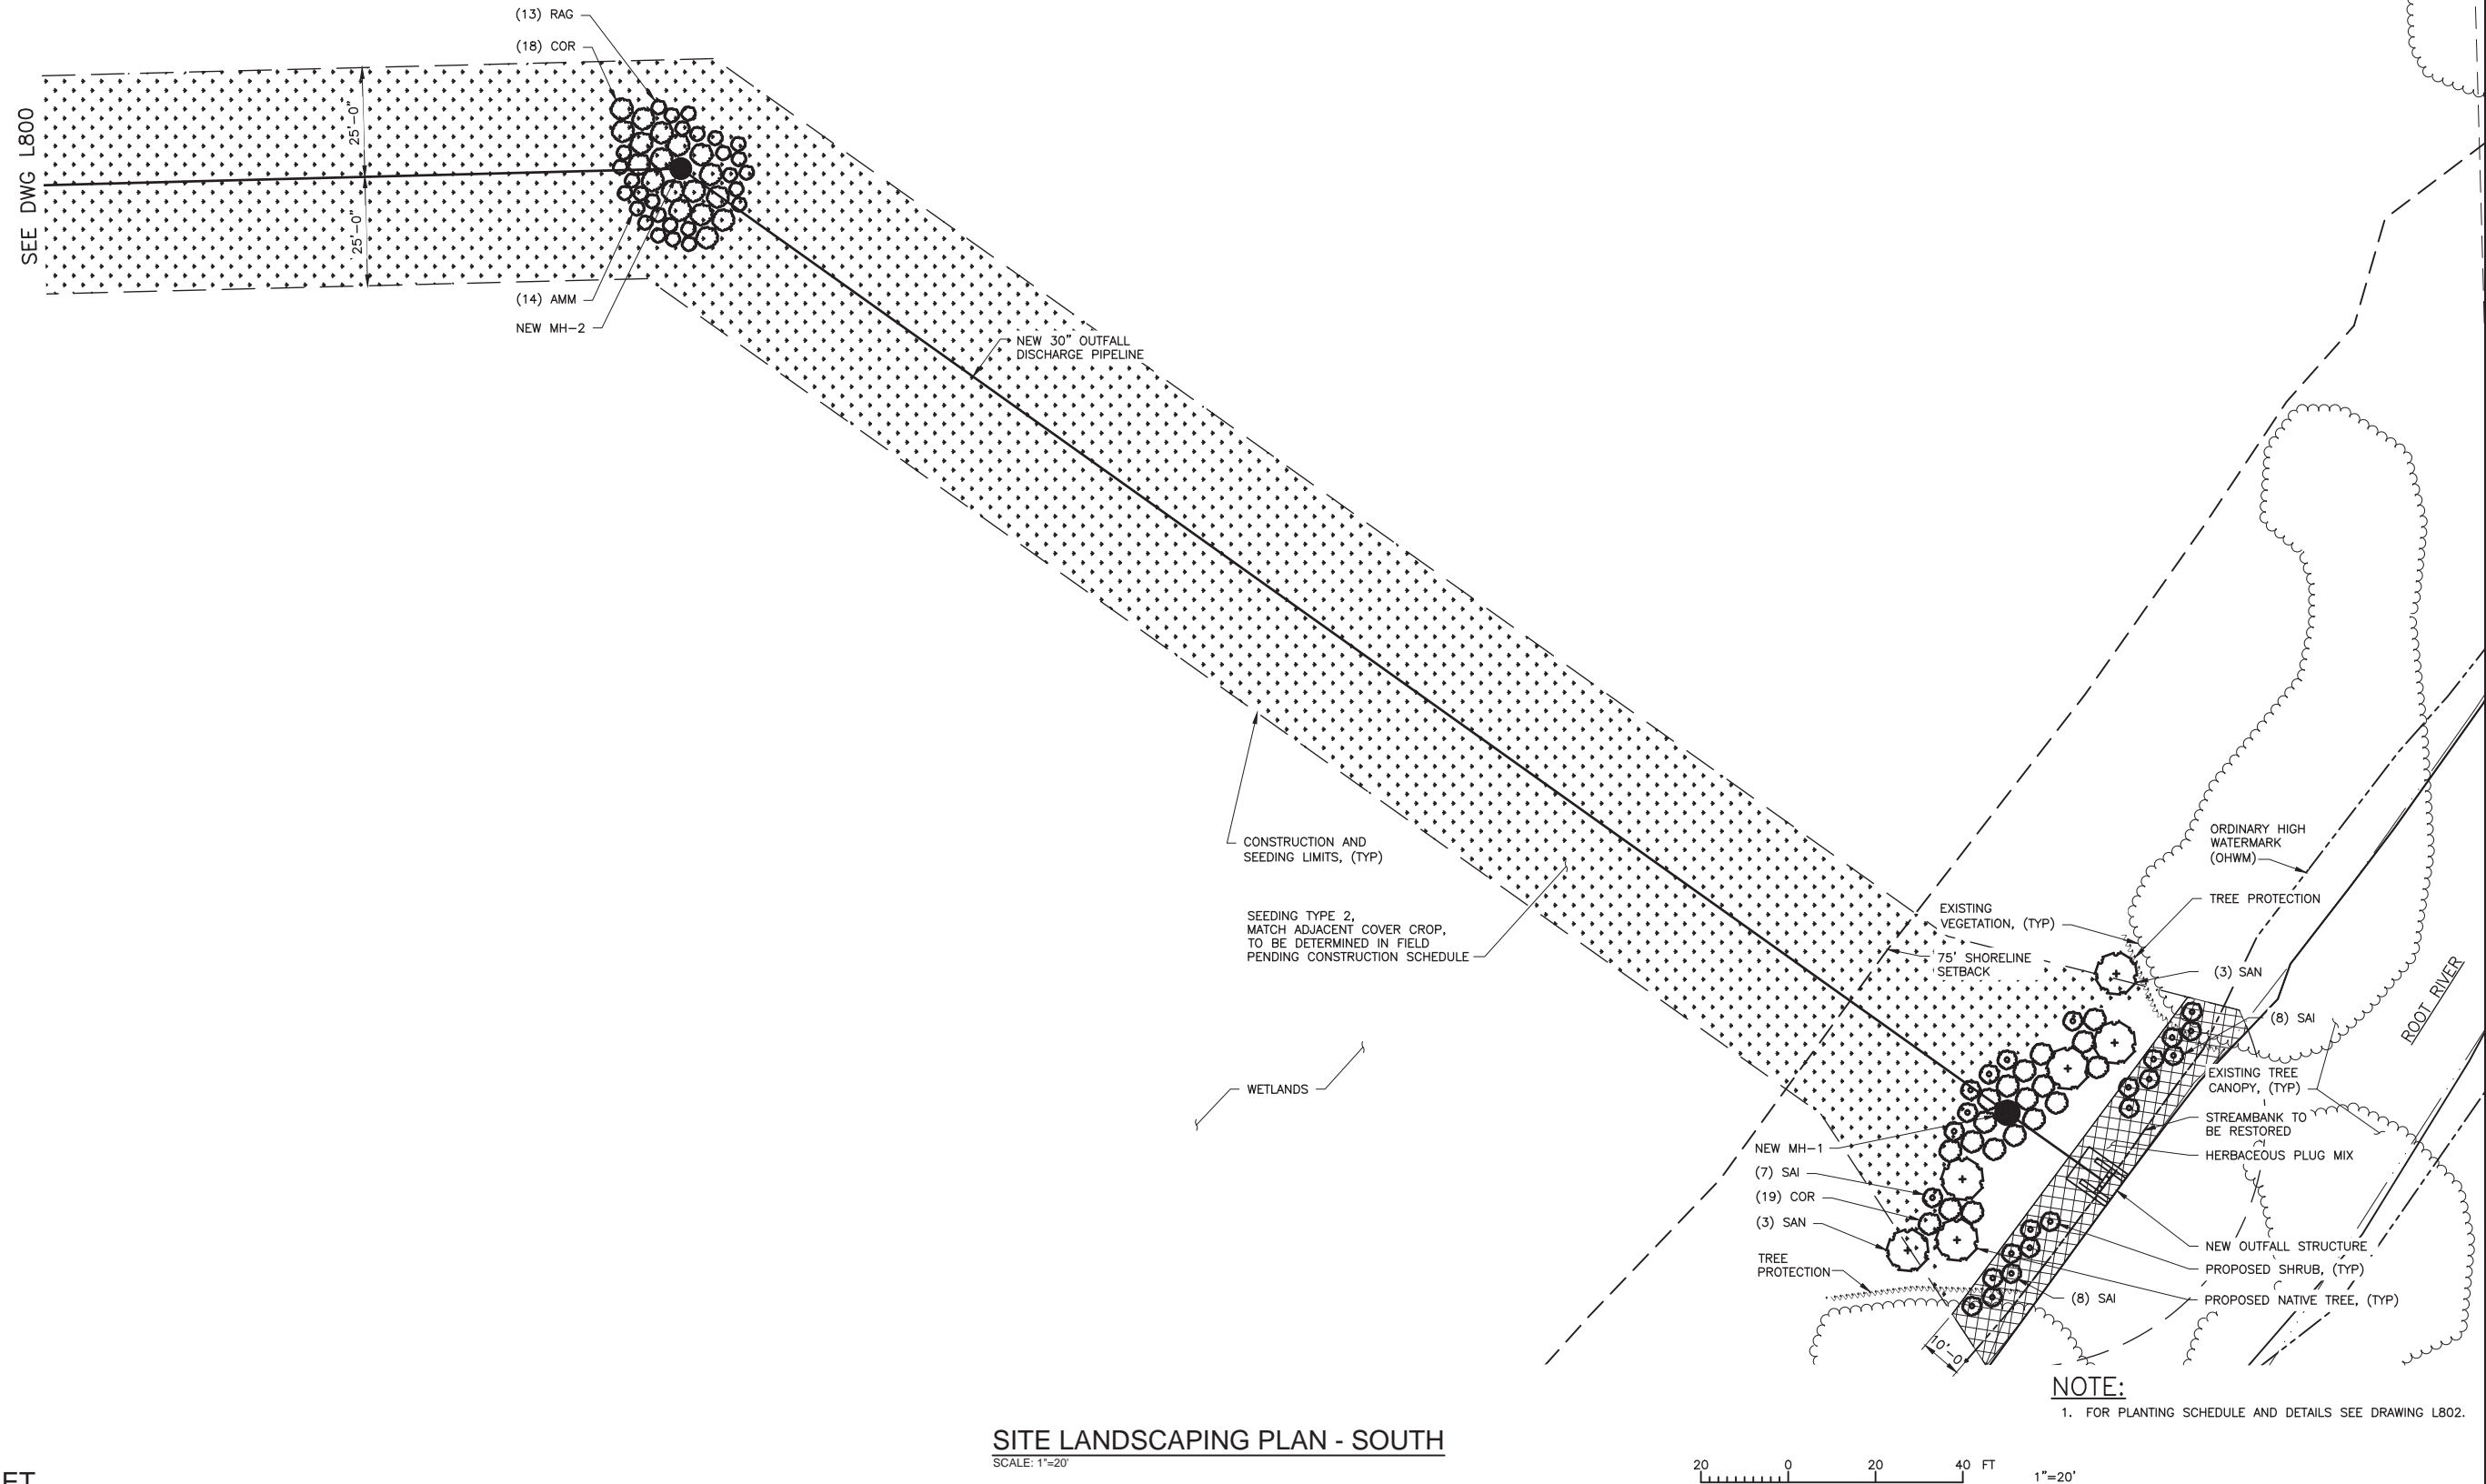 (13) RAG
(18) COR
SEE DWG L800
25'-0"
25'-0"
(14) AMM
NEW MH-2
NEW 30" OUTFALL
DISCHARGE PIPELINE
CONSTRUCTION AND
SEEDING LIMITS, (TYP)
SEEDING TYPE 2,
MATCH ADJACENT COVER CROP,
TO BE DETERMINED IN FIELD
PENDING CONSTRUCTION SCHEDULE
WETLANDS
ORDINARY HIGH
WATERMARK
(OHWM)
TREE PROTECTION
EXISTING
VEGETATION, (TYP)
75' SHORELINE
SETBACK
(3) SAN
(8) SAI
ROOT RIVER
EXISTING TREE
CANOPY, (TYP)
STREAMBANK TO
BE RESTORED
HERBACEOUS PLUG MIX
NEW MH-1
(7) SAI
(19) COR
(3) SAN
TREE
PROTECTION
NEW OUTFALL STRUCTURE
PROPOSED SHRUB, (TYP)
(8) SAI
PROPOSED NATIVE TREE, (TYP)
10'-0
NOTE:
1. FOR PLANTING SCHEDULE AND DETAILS SEE DRAWING L802.
SITE LANDSCAPING PLAN - SOUTH
SCALE: 1"=20'
20 0 20 40 FT
1"=20'
FT